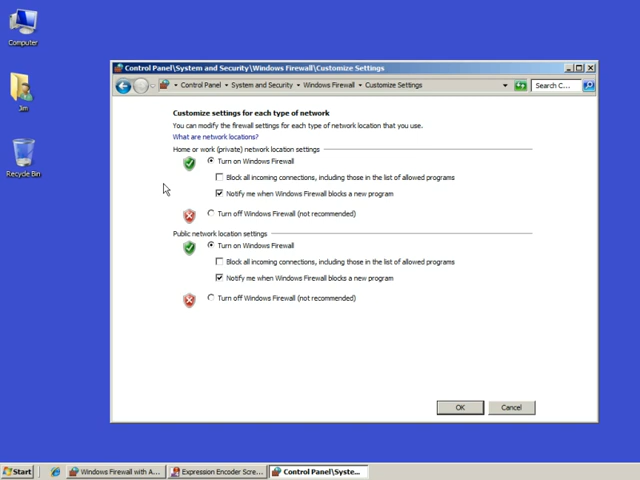 Computer
Jim
Recycle Bin
Control Panel\System and Security\Windows Firewall\Customize Settings
Control Panel
System and Security
Windows Firewall
Customize Settings
Search C...
Customize settings for each type of network
You can modify the firewall settings for each type of network location that you use.
What are network locations?
Home or work (private) network location settings
Turn on Windows Firewall
Block all incoming connections, including those in the list of allowed programs
Notify me when Windows Firewall blocks a new program
Turn off Windows Firewall (not recommended)
Public network location settings
Turn on Windows Firewall
Block all incoming connections, including those in the list of allowed programs
Notify me when Windows Firewall blocks a new program
Turn off Windows Firewall (not recommended)
OK
Cancel
Start
Windows Firewall with A...
Expression Encoder Scre...
Control Panel\Syste...